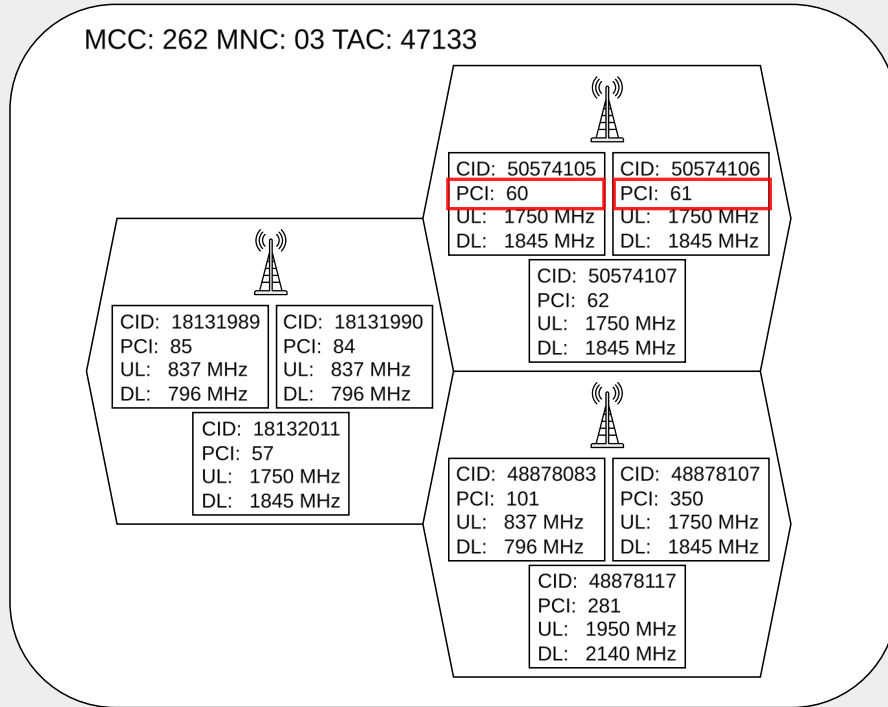 MCC: 262 MNC: 03 TAC: 47133
CID: 50574105
PCI: 60
UL: 1750 MHz
DL: 1845 MHz
CID: 50574106
PCI: 61
UL: 1750 MHz
DL: 1845 MHz
CID: 50574107
PCI: 62
UL: 1750 MHz
DL: 1845 MHz
CID: 18131989
PCI: 85
UL: 837 MHz
DL: 796 MHz
CID: 18131990
PCI: 84
UL: 837 MHz
DL: 796 MHz
CID: 18132011
PCI: 57
UL: 1750 MHz
DL: 1845 MHz
CID: 48878083
PCI: 101
UL: 837 MHz
DL: 796 MHz
CID: 48878107
PCI: 350
UL: 1750 MHz
DL: 1845 MHz
CID: 48878117
PCI: 281
UL: 1950 MHz
DL: 2140 MHz